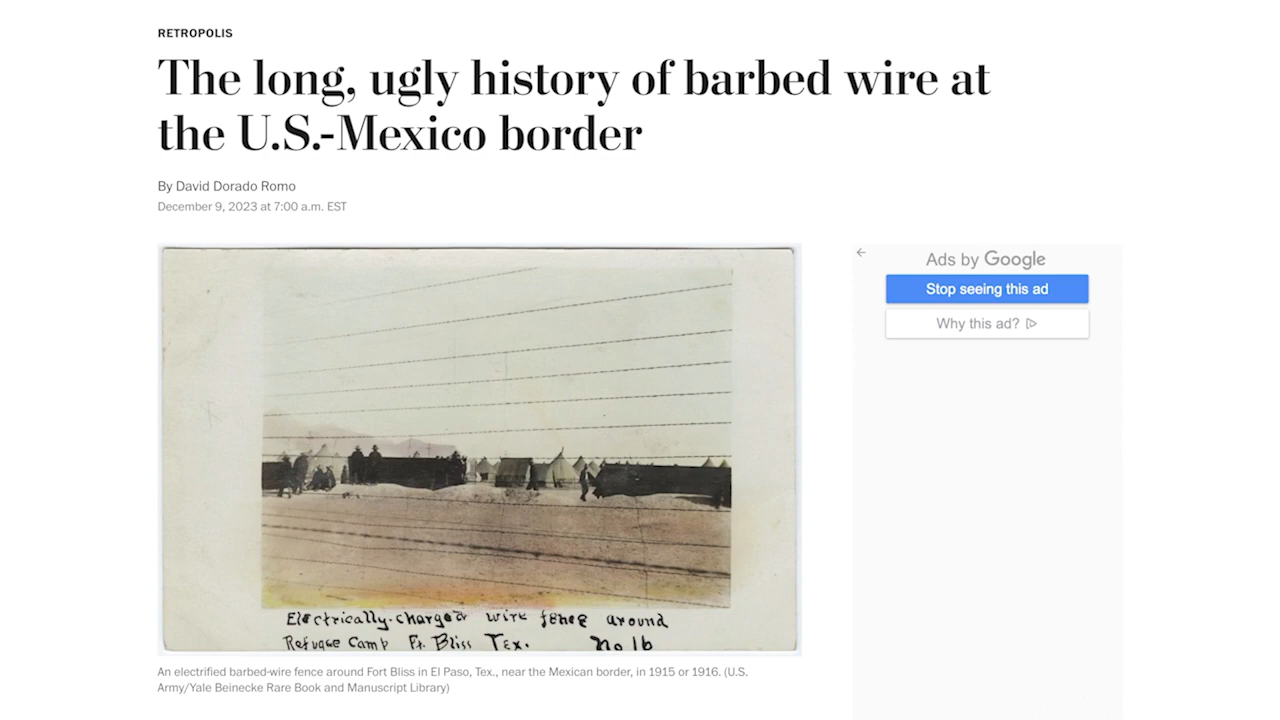 RETROPOLIS
The long, ugly history of barbed wire at
the U.S.-Mexico border
By David Dorado Romo
December 9, 2023 at 7:00 a.m. EST
Ads by Google
Stop seeing this ad
Why this ad?
Electrically-charged wire fence around
Refugee Camp Ft. Bliss Tex. No 16
An electrified barbed-wire fence around Fort Bliss in El Paso, Tex., near the Mexican border, in 1915 or 1916. (U.S.
Army/Yale Beinecke Rare Book and Manuscript Library)